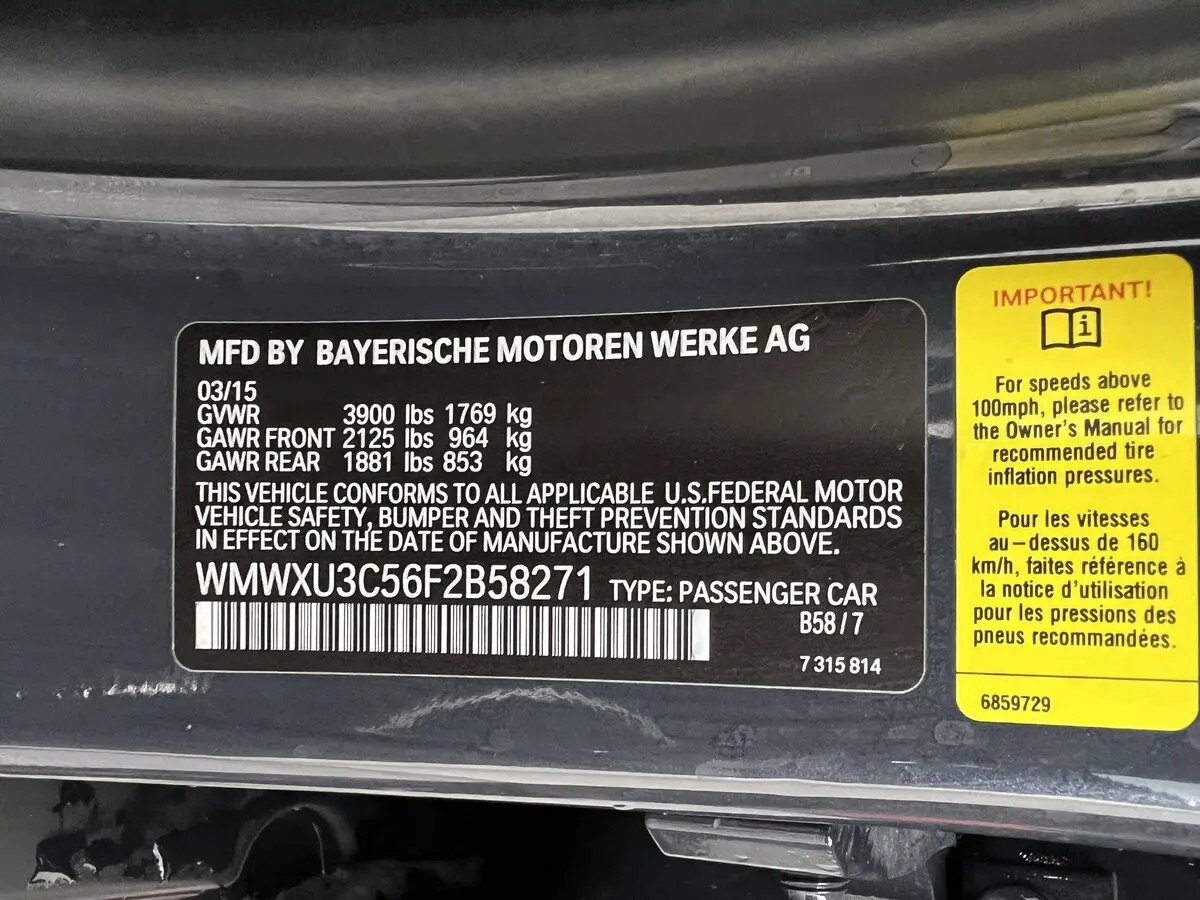 MFD BY BAYERISCHE MOTOREN WERKE AG
03/15
GVWR 3900 lbs 1769 kg
GAWR FRONT 2125 lbs 964 kg
GAWR REAR 1881 lbs 853 kg
THIS VEHICLE CONFORMS TO ALL APPLICABLE U.S.FEDERAL MOTOR
VEHICLE SAFETY, BUMPER AND THEFT PREVENTION STANDARDS
IN EFFECT ON THE DATE OF MANUFACTURE SHOWN ABOVE.
WMWXU3C56F2B58271 TYPE: PASSENGER CAR
B58/7
7 315 814
IMPORTANT!
i
For speeds above
100mph, please refer to
the Owner's Manual for
recommended tire
inflation pressures.
Pour les vitesses
au-dessus de 160
km/h, faites référence à
la notice d'utilisation
pour les pressions des
pneus recommandées.
6859729